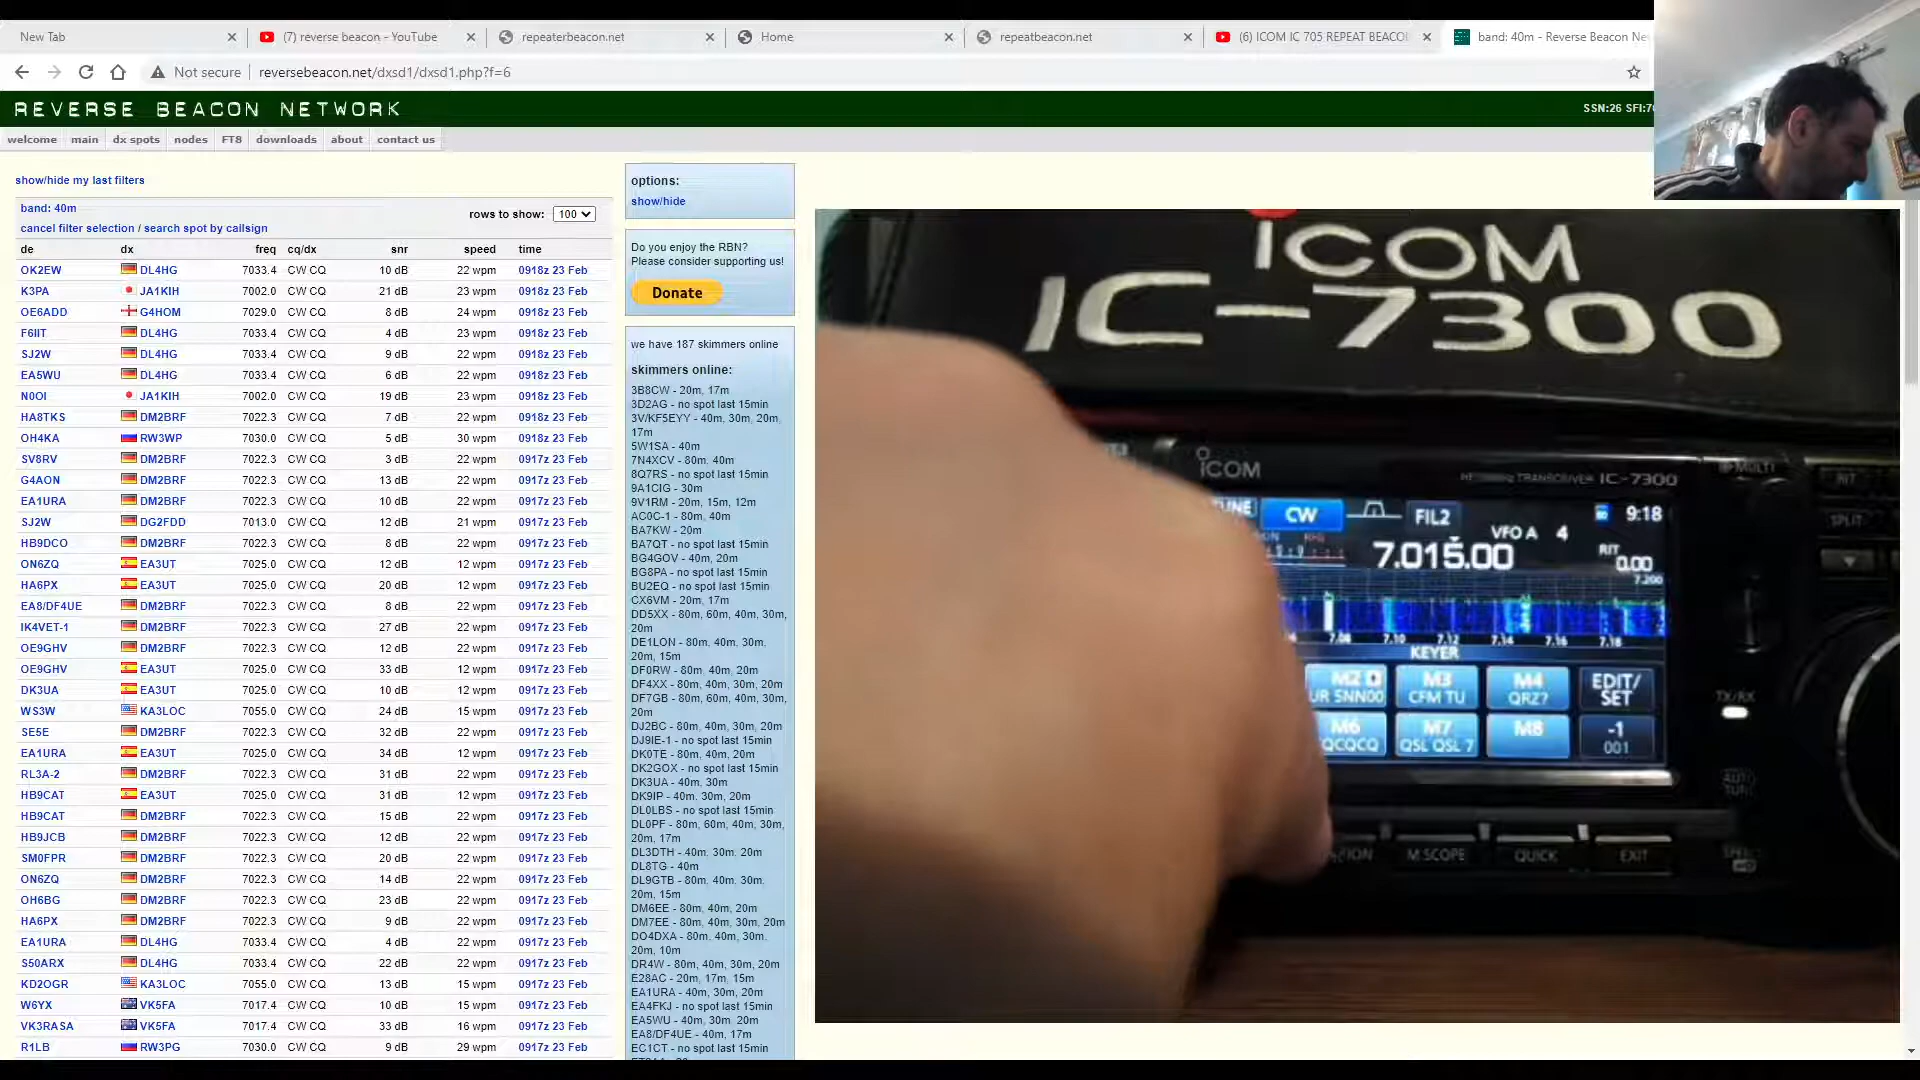 New Tab
(7) reverse beacon - YouTube
repeaterbeacon.net
Home
repeatbeacon.net
(6) ICOM IC 705 REPEAT BEACO
band: 40m - Reverse Beacon Ne
Not secure
reversebeacon.net/dxsd1/dxsd1.php?f=6
REVERSE BEACON NETWORK
SSN:26 SFI:7
welcome main dx spots nodes FT8 downloads about contact us
show/hide my last filters
band: 40m
rows to show: 100
cancel filter selection / search spot by callsign
de dx freq cq/dx snr speed time
OK2EW DL4HG 7033.4 CW CQ 10 dB 22 wpm 0918z 23 Feb
K3PA JA1KIH 7002.0 CW CQ 21 dB 23 wpm 0918z 23 Feb
OE6ADD G4HOM 7029.0 CW CQ 8 dB 24 wpm 0918z 23 Feb
F6IIT DL4HG 7033.4 CW CQ 4 dB 23 wpm 0918z 23 Feb
SJ2W DL4HG 7033.4 CW CQ 9 dB 22 wpm 0918z 23 Feb
EA5WU DL4HG 7033.4 CW CQ 6 dB 22 wpm 0918z 23 Feb
N0OI JA1KIH 7002.0 CW CQ 19 dB 23 wpm 0918z 23 Feb
HA8TKS DM2BRF 7022.3 CW CQ 7 dB 22 wpm 0918z 23 Feb
OH4KA RW3WP 7030.0 CW CQ 5 dB 30 wpm 0918z 23 Feb
SV8RV DM2BRF 7022.3 CW CQ 3 dB 22 wpm 0917z 23 Feb
G4AON DM2BRF 7022.3 CW CQ 13 dB 22 wpm 0917z 23 Feb
EA1URA DM2BRF 7022.3 CW CQ 10 dB 22 wpm 0917z 23 Feb
SJ2W DG2FDD 7013.0 CW CQ 12 dB 21 wpm 0917z 23 Feb
HB9DCO DM2BRF 7022.3 CW CQ 8 dB 22 wpm 0917z 23 Feb
ON6ZQ EA3UT 7025.0 CW CQ 12 dB 12 wpm 0917z 23 Feb
HA6PX EA3UT 7025.0 CW CQ 20 dB 12 wpm 0917z 23 Feb
EA8/DF4UE DM2BRF 7022.3 CW CQ 8 dB 22 wpm 0917z 23 Feb
IK4VET-1 DM2BRF 7022.3 CW CQ 27 dB 22 wpm 0917z 23 Feb
OE9GHV DM2BRF 7022.3 CW CQ 12 dB 22 wpm 0917z 23 Feb
OE9GHV EA3UT 7025.0 CW CQ 33 dB 12 wpm 0917z 23 Feb
DK3UA EA3UT 7025.0 CW CQ 10 dB 12 wpm 0917z 23 Feb
WS3W KA3LOC 7055.0 CW CQ 24 dB 15 wpm 0917z 23 Feb
SE5E DM2BRF 7022.3 CW CQ 32 dB 22 wpm 0917z 23 Feb
EA1URA EA3UT 7025.0 CW CQ 34 dB 12 wpm 0917z 23 Feb
RL3A-2 DM2BRF 7022.3 CW CQ 31 dB 22 wpm 0917z 23 Feb
HB9CAT EA3UT 7025.0 CW CQ 31 dB 12 wpm 0917z 23 Feb
HB9CAT DM2BRF 7022.3 CW CQ 15 dB 22 wpm 0917z 23 Feb
HB9JCB DM2BRF 7022.3 CW CQ 12 dB 22 wpm 0917z 23 Feb
SM0FPR DM2BRF 7022.3 CW CQ 20 dB 22 wpm 0917z 23 Feb
ON6ZQ DM2BRF 7022.3 CW CQ 14 dB 22 wpm 0917z 23 Feb
OH6BG DM2BRF 7022.3 CW CQ 23 dB 22 wpm 0917z 23 Feb
HA6PX DM2BRF 7022.3 CW CQ 9 dB 22 wpm 0917z 23 Feb
EA1URA DL4HG 7033.4 CW CQ 4 dB 22 wpm 0917z 23 Feb
S50ARX DL4HG 7033.4 CW CQ 22 dB 22 wpm 0917z 23 Feb
KD2OGR KA3LOC 7055.0 CW CQ 13 dB 15 wpm 0917z 23 Feb
W6YX VK5FA 7017.4 CW CQ 10 dB 15 wpm 0917z 23 Feb
VK3RASA VK5FA 7017.4 CW CQ 33 dB 16 wpm 0917z 23 Feb
R1LB RW3PG 7030.0 CW CQ 9 dB 29 wpm 0917z 23 Feb
options:
show/hide
Do you enjoy the RBN?
Please consider supporting us!
Donate
we have 187 skimmers online
skimmers online:
3B8CW - 20m, 17m
3D2AG - no spot last 15min
3V/KF5EYY - 40m, 30m, 20m,
17m
5W1SA - 40m
7N4XCV - 80m, 40m
8Q7RS - no spot last 15min
9A1CIG - 30m
9V1RM - 20m, 15m, 12m
AC0C-1 - 80m, 40m
BA7KW - 20m
BA7QT - no spot last 15min
BG4GOV - 40m, 20m
BG8PA - no spot last 15min
BU2EQ - no spot last 15min
CX6VM - 20m, 17m
DD5XX - 80m, 60m, 40m, 30m,
20m
DE1LON - 80m, 40m, 30m,
20m, 15m
DF0RW - 80m, 40m, 20m
DF4XX - 80m, 40m, 30m, 20m
DF7GB - 80m, 60m, 40m, 30m,
20m
DJ2BC - 80m, 40m, 30m, 20m
DJ9IE-1 - no spot last 15min
DK0TE - 80m, 40m, 20m
DK2GOX - no spot last 15min
DK3UA - 40m, 30m
DK9IP - 40m, 30m, 20m
DL0LBS - no spot last 15min
DL0PF - 80m, 60m, 40m, 30m,
20m, 17m
DL3DTH - 40m, 30m, 20m
DL8TG - 40m
DL9GTB - 80m, 40m, 30m,
20m, 15m
DM6EE - 80m, 40m, 20m
DM7EE - 80m, 40m, 30m, 20m
DO4DXA - 80m, 40m, 30m,
20m, 10m
DR4W - 80m, 40m, 30m, 20m
E28AC - 20m, 17m, 15m
EA1URA - 40m, 30m, 20m
EA4FKJ - no spot last 15min
EA5WU - 40m, 30m, 20m
EA8/DF4UE - 40m, 17m
EC1CT - no spot last 15min
ICOM
IC-7300
ICOM
TRANSCEIVER IC-7300
MULTI
RIT
SPLIT
CW FIL2 VFO A 4 9:18
7.015.00 RIT 0.00
7.200
7.08 7.10 7.12 7.14 7.16 7.18
KEYER
M2 M3 M4 EDIT/
UR 5NN00 CFM TU QRZ? SET
M6 M7 M8 -1
QCQCQ QSL QSL 7 001
TX/RX
AUTO
TUNE
M.SCOPE QUICK EXIT